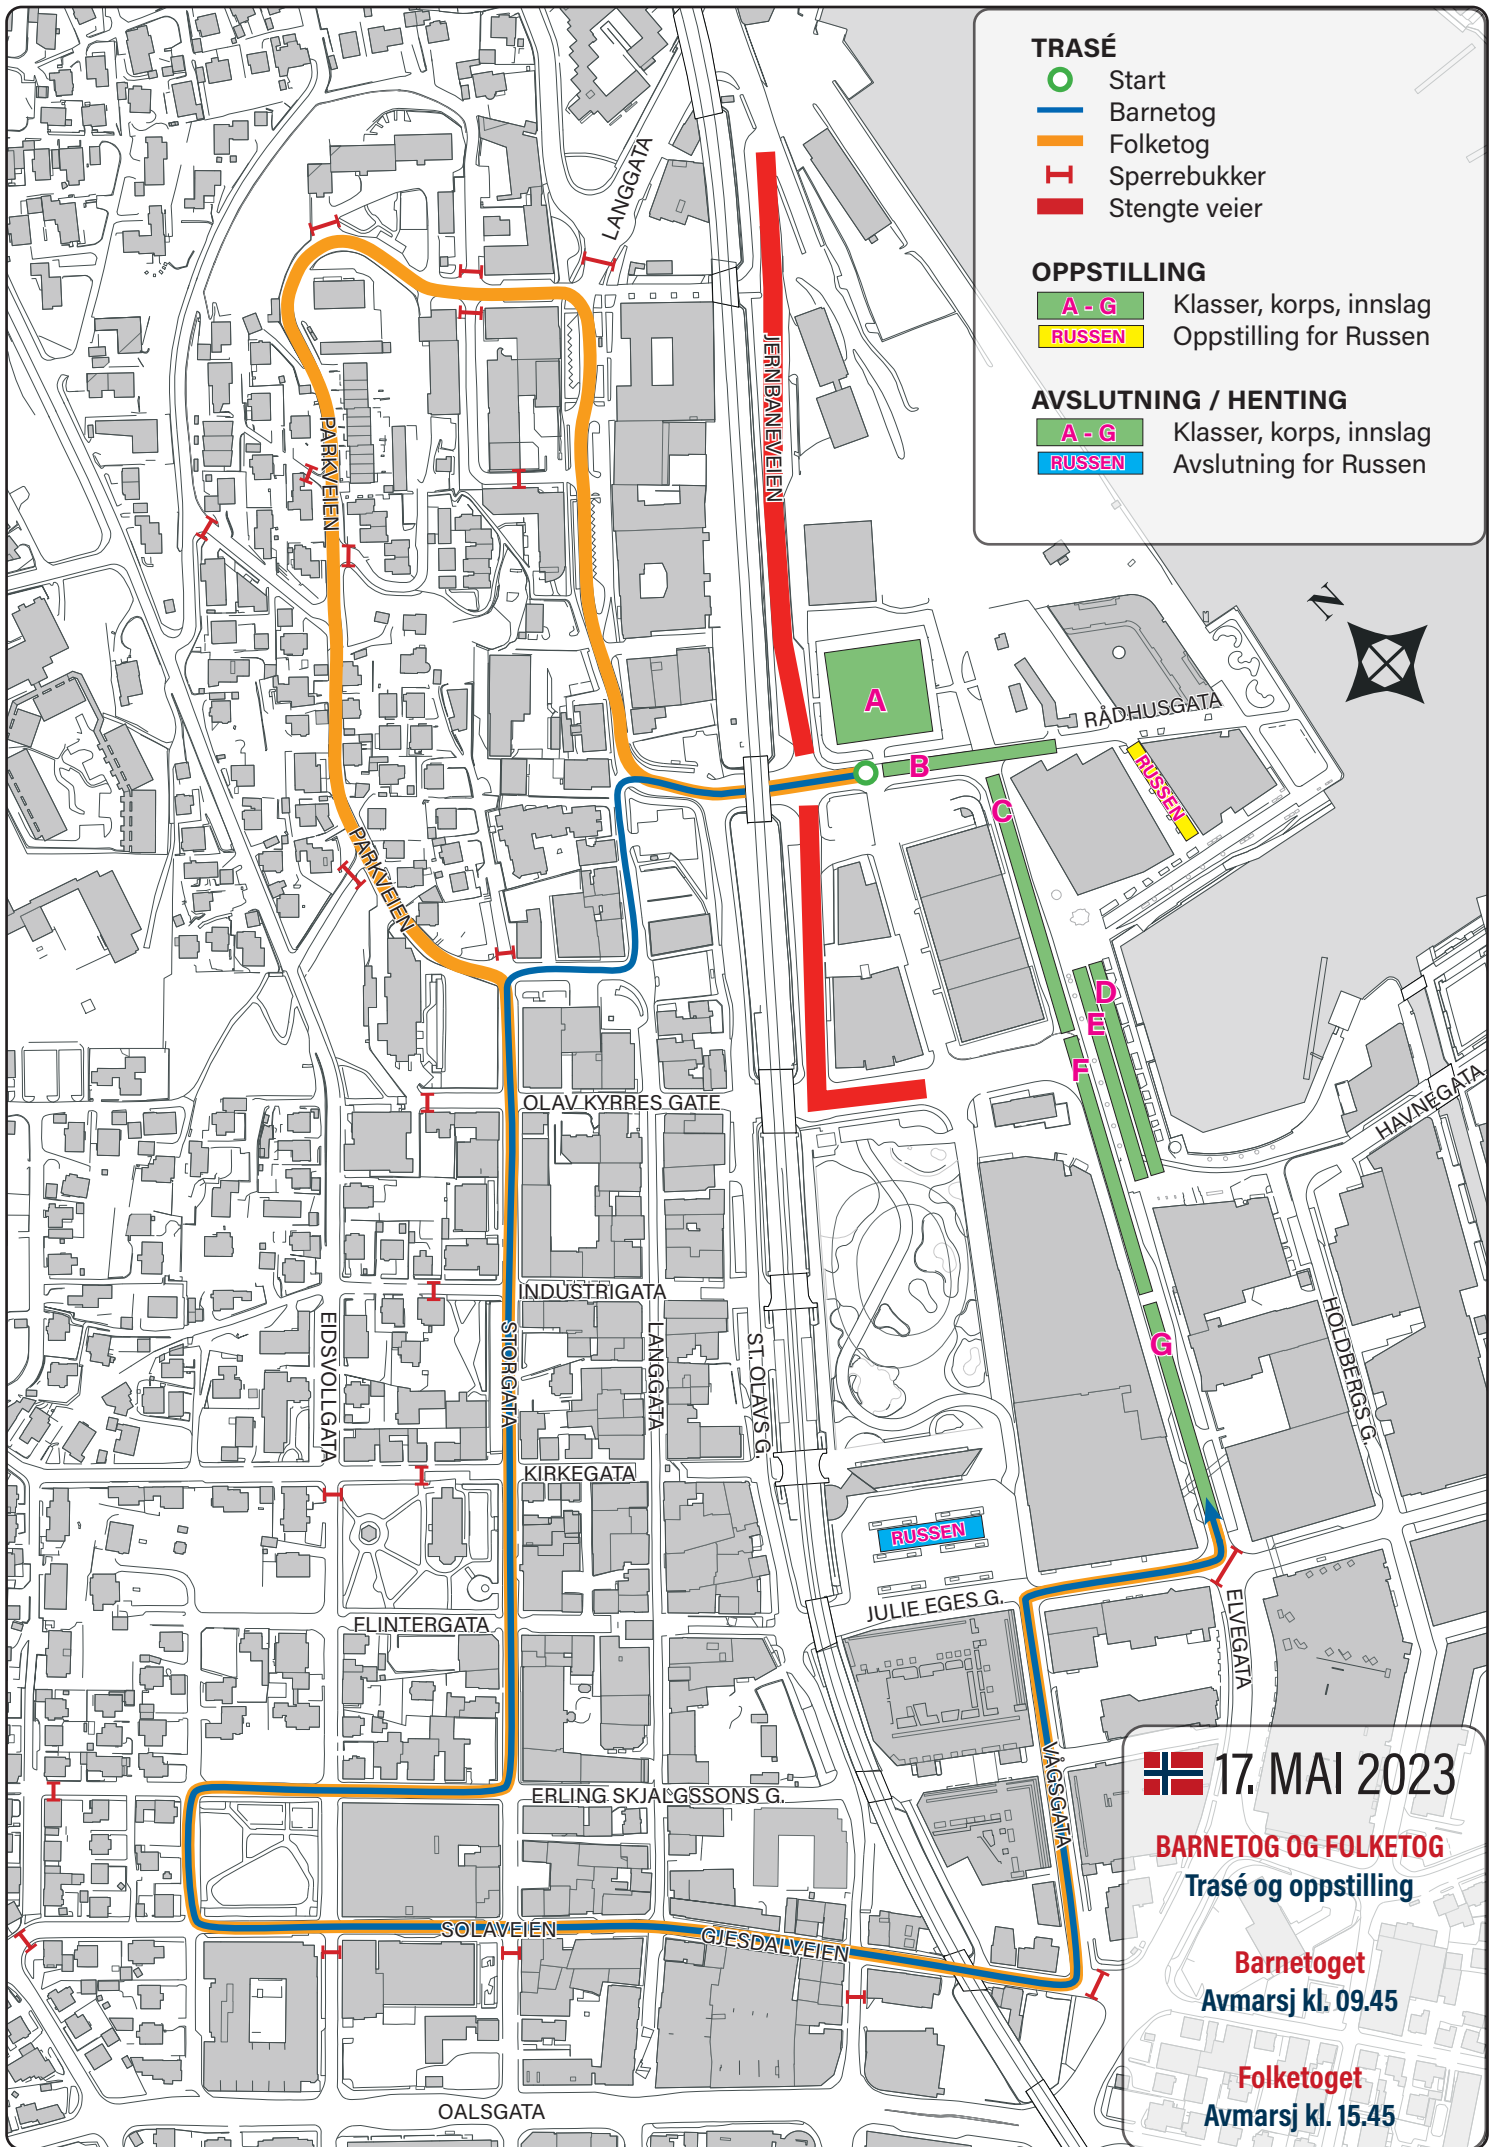 TRASÉ
Start
Barnetog
Folketog
Sperrebukker
Stengte veier
OPPSTILLING
A - G Klasser, korps, innslag
RUSSEN Oppstilling for Russen
AVSLUTNING / HENTING
A - G Klasser, korps, innslag
RUSSEN Avslutning for Russen
N
LANGGATA
JERNBANEVEIEN
PARKVEIEN
A
RÅDHUSGATA
B
RUSSEN
C
PARKVEIEN
D
E
F
OLAV KYRRES GATE
HAVNEGATA
INDUSTRIGATA
EIDSVOLLGATA
STORGATA
LANGGATA
ST. OLAVS G.
G
HOLDBERGS G.
KIRKEGATA
RUSSEN
JULIE EGES G.
ELVEGATA
FLINTERGATA
VÅGSGATA
ERLING SKJALGSSONS G.
SOLAVEIEN
GJESDALVEIEN
OALSGATA
17. MAI 2023
BARNETOG OG FOLKETOG
Trasé og oppstilling
Barnetoget
Avmarsj kl. 09.45
Folketoget
Avmarsj kl. 15.45